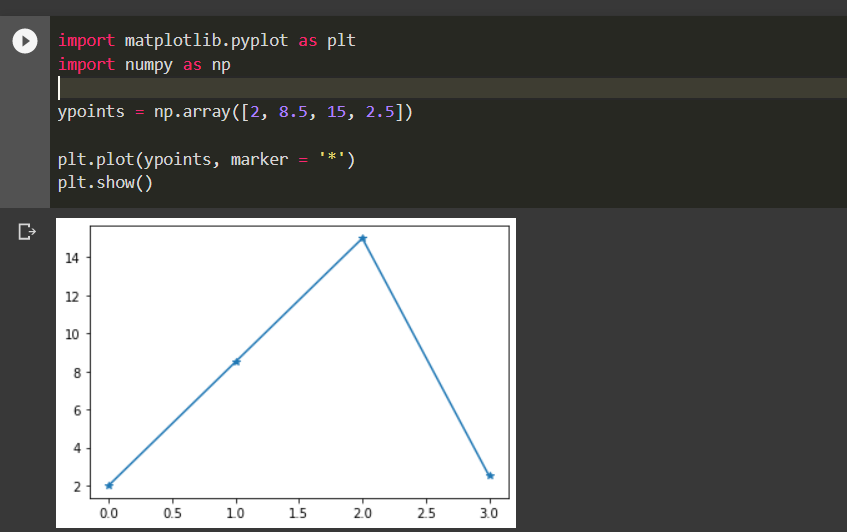 import matplotlib.pyplot as plt
import numpy as np
ypoints = np.array([2, 8.5, 15, 2.5])
plt.plot(ypoints, marker = '*')
plt.show()
14
12
10
8
6
4
2
0.0 0.5 1.0 1.5 2.0 2.5 3.0